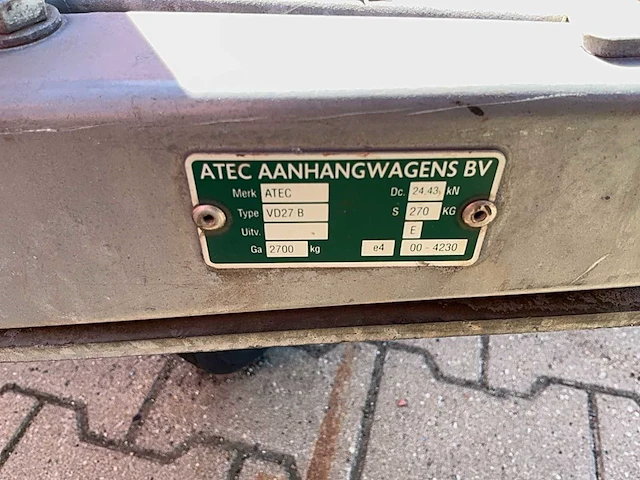 ATEC AANHANGWAGENS BV
Merk ATEC Dc. 24,43 kN
Type VD27 B S 270 KG
Uitv. E
Ga 2700 kg e4 00 - 4230